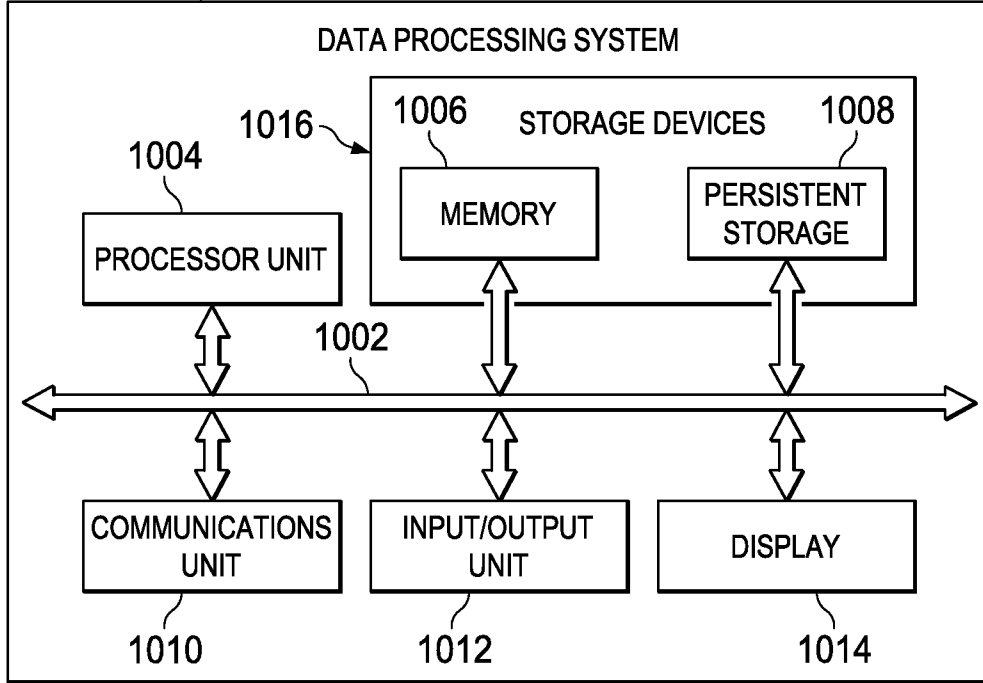 DATA PROCESSING SYSTEM
1016
1006
STORAGE DEVICES
1008
1004
MEMORY
PERSISTENT
STORAGE
PROCESSOR UNIT
1002
COMMUNICATIONS
UNIT
INPUT/OUTPUT
UNIT
DISPLAY
1010
1012
1014